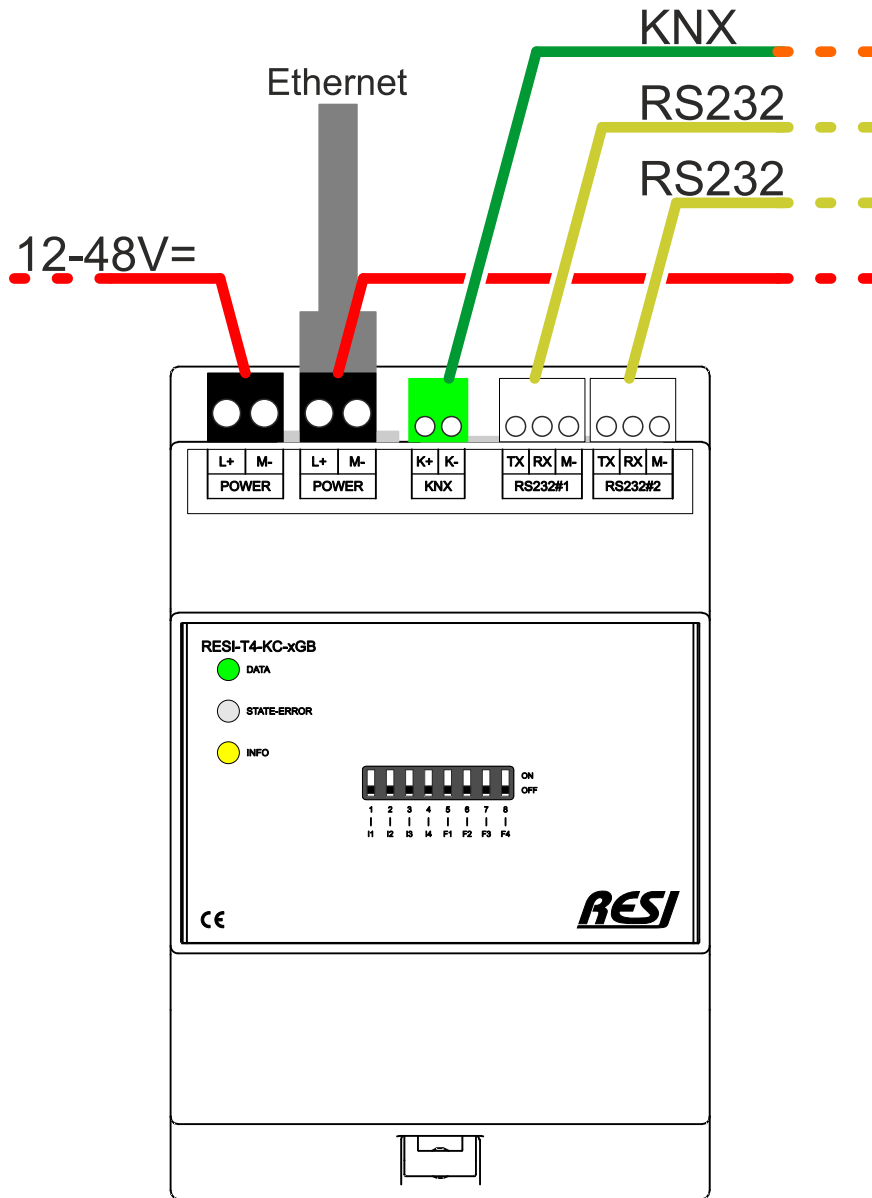 KNX
Ethernet
RS232
RS232
12-48V=
L+ M- L+ M- K+ K- TX RX M- TX RX M-
POWER POWER KNX RS232#1 RS232#2
RESI-T4-KC-xGB
DATA
STATE-ERROR
INFO
ON
OFF
1 2 3 4 5 6 7 8
I1 I2 I3 I4 F1 F2 F3 F4
CE RESI